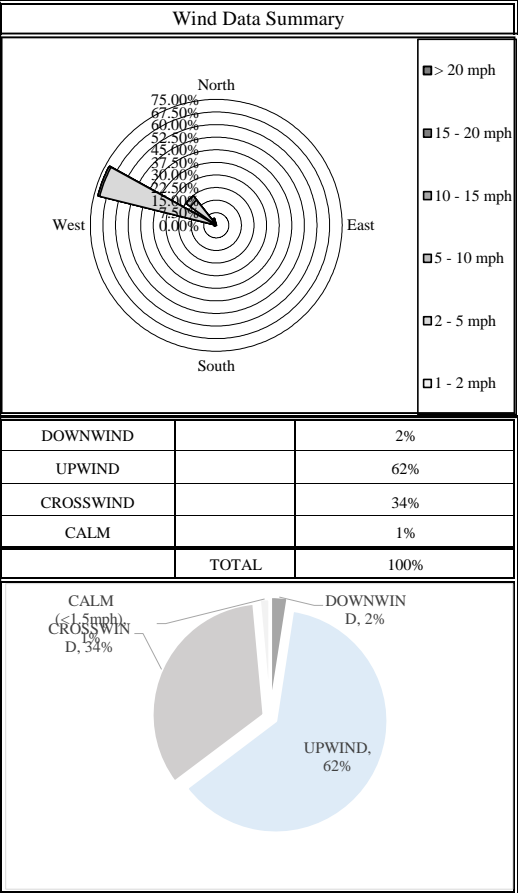 Wind Data Summary
North
75.00%
67.50%
60.00%
52.50%
45.00%
37.50%
30.00%
22.50%
15.00%
7.50%
0.00%
West
East
South
> 20 mph
15 - 20 mph
10 - 15 mph
5 - 10 mph
2 - 5 mph
1 - 2 mph
DOWNWIND 2%
UPWIND 62%
CROSSWIND 34%
CALM 1%
TOTAL 100%
CALM
(<1.5mph),
1%
CROSSWIN
D, 34%
DOWNWIN
D, 2%
UPWIND,
62%